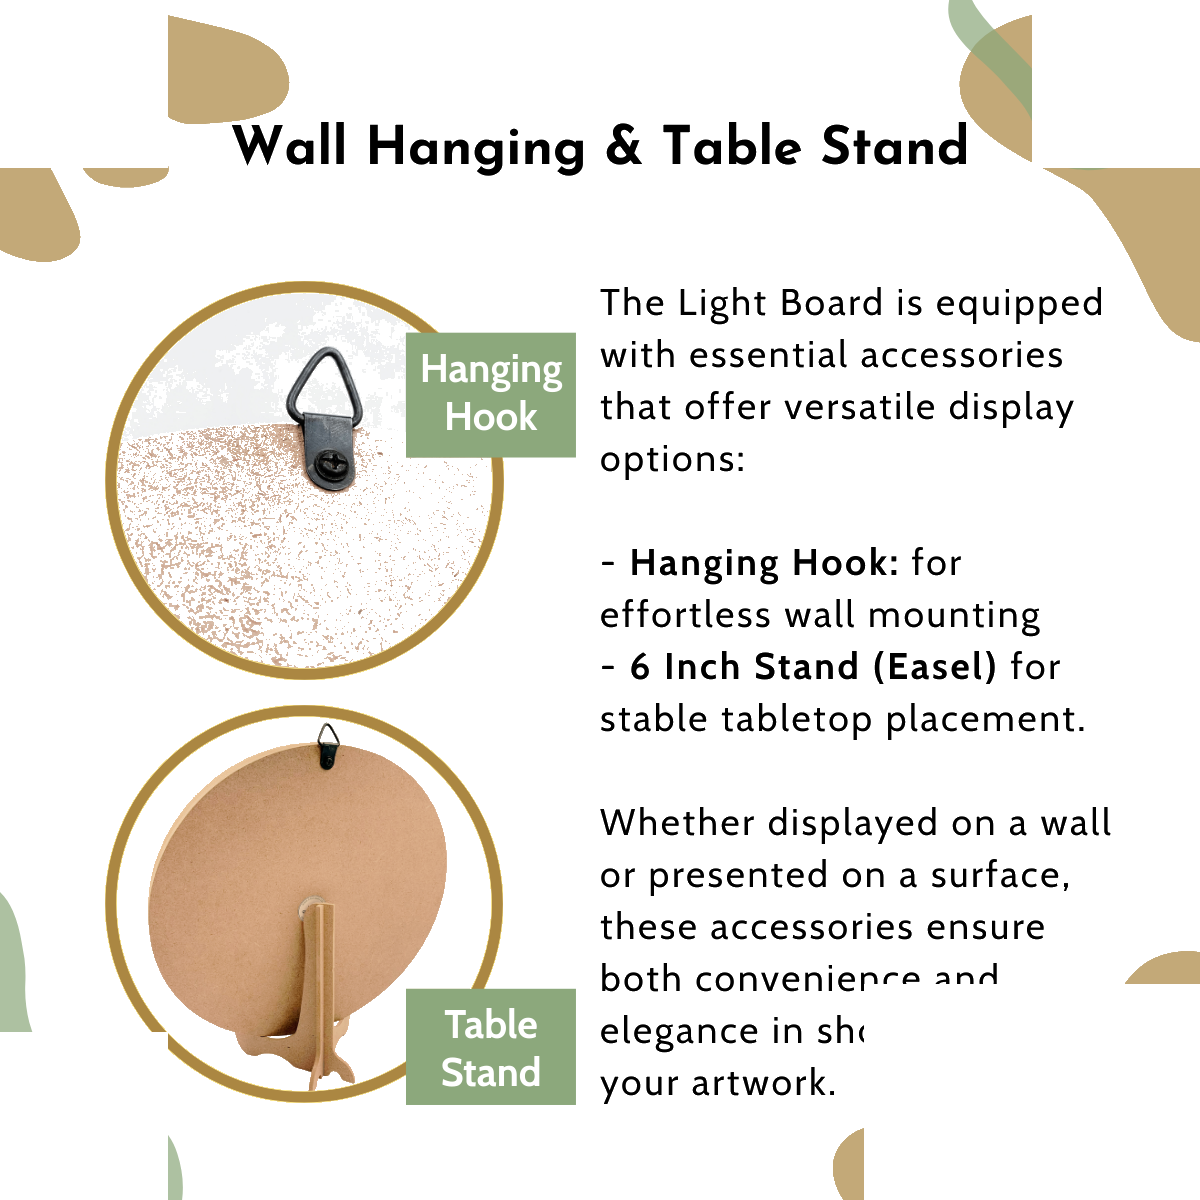 Wall Hanging & Table Stand
Hanging
Hook
The Light Board is equipped
with essential accessories
that offer versatile display
options:
- Hanging Hook: for
effortless wall mounting
- 6 Inch Stand (Easel) for
stable tabletop placement.
Whether displayed on a wall
or presented on a surface,
these accessories ensure
both convenience and
elegance in
your artwork.
Table
Stand